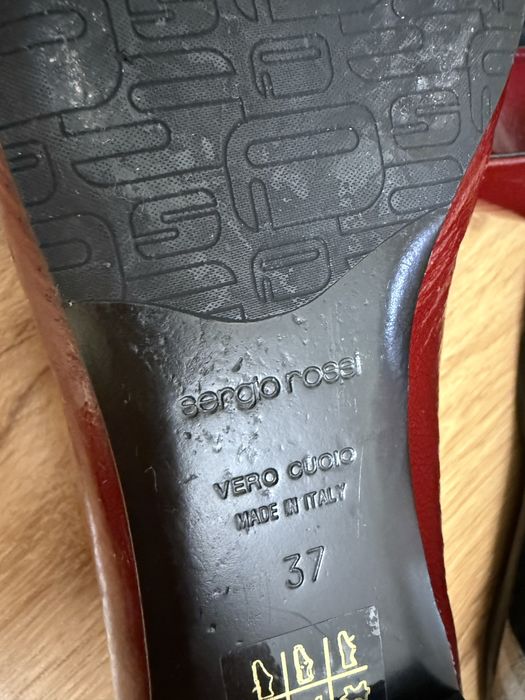 sergio rossi
VERO CUOIO
MADE IN ITALY
37